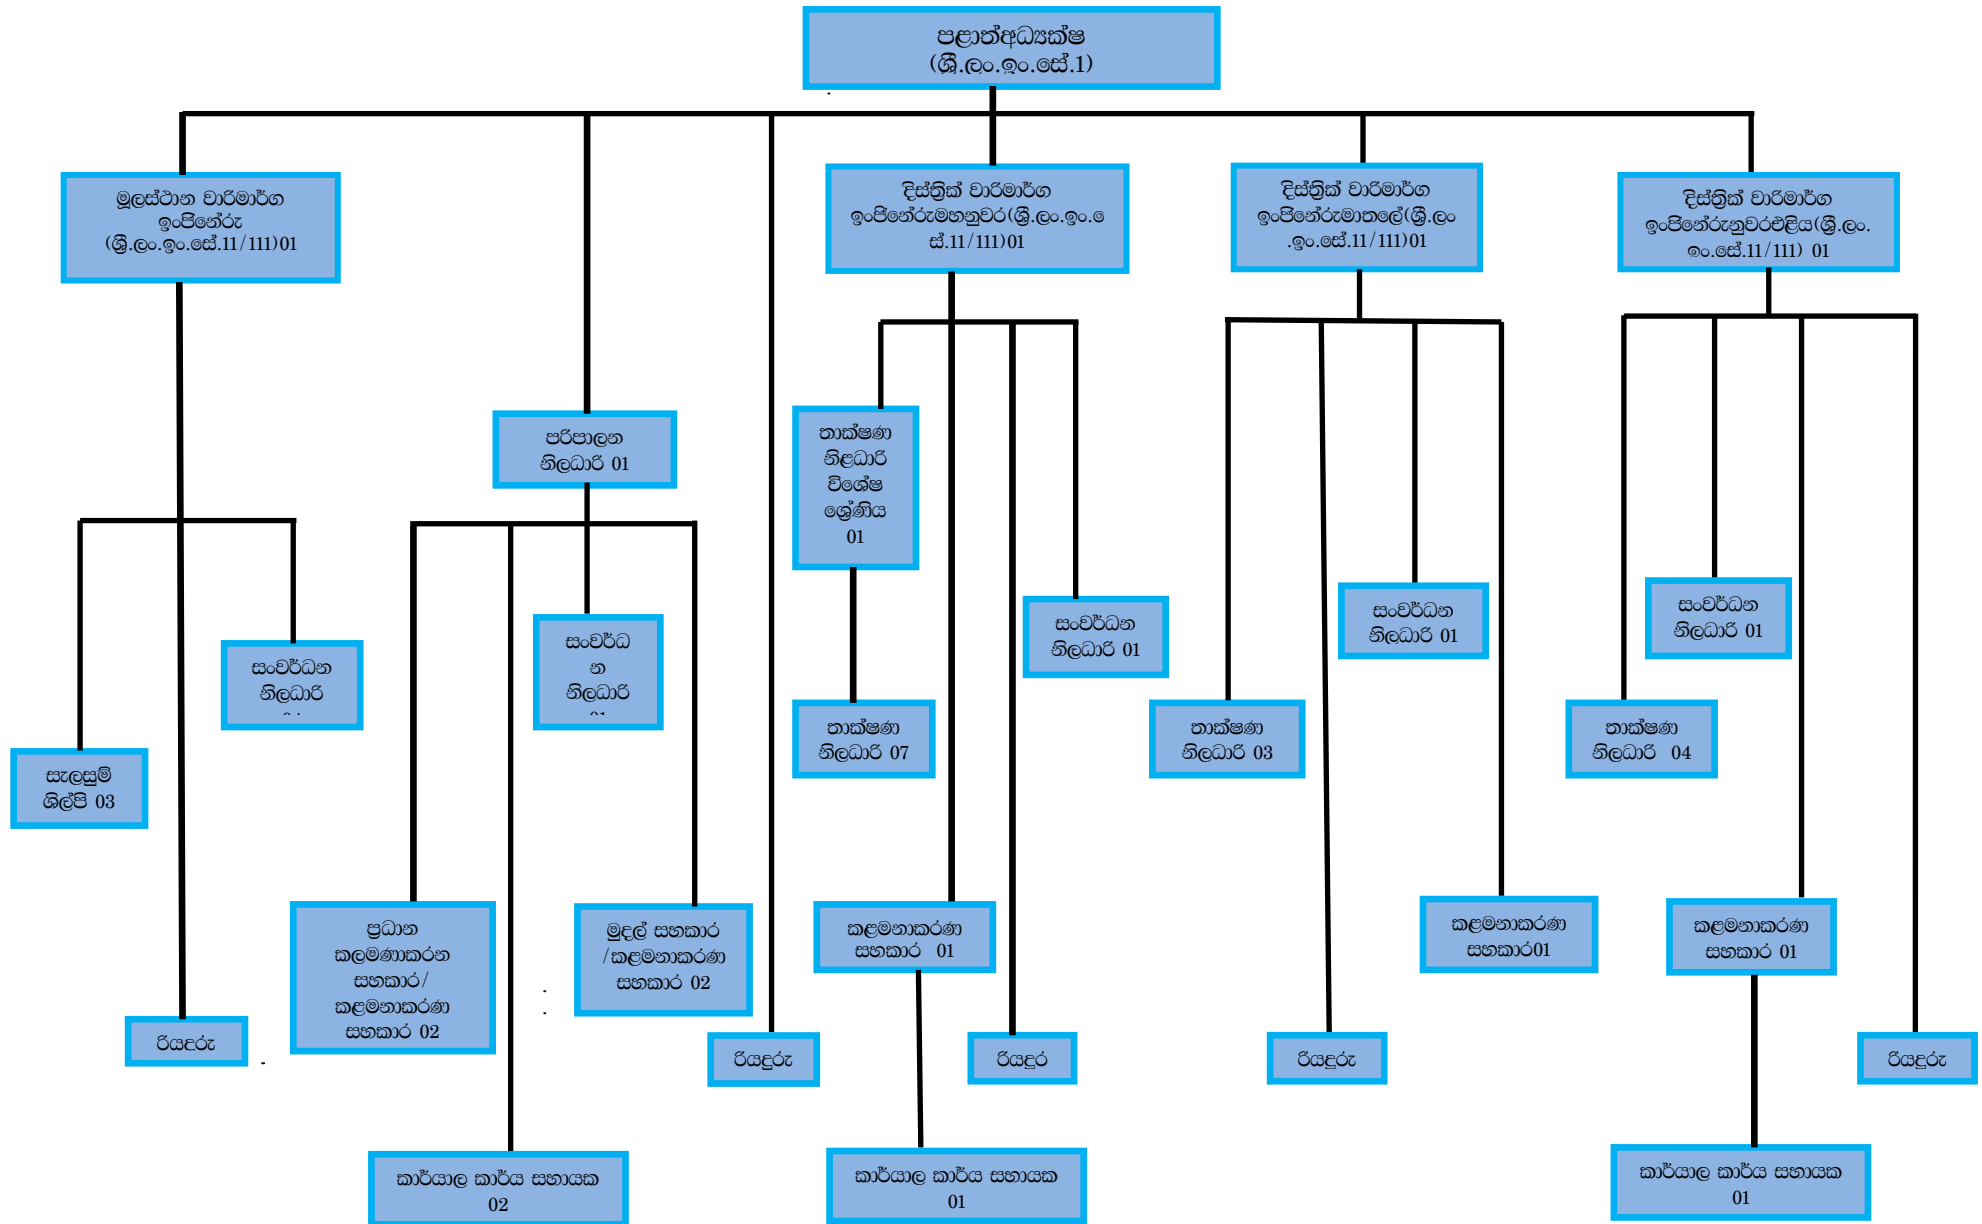 පළාත්අධ්‍යක්ෂ
(ශ්‍රී.ලං.ඉං.සේ.1)
මූලස්ථාන වාරිමාර්ග
ඉංජිනේරු
(ශ්‍රී.ලං.ඉං.සේ.11/111)01
දිස්ත්‍රික් වාරිමාර්ග
ඉංජිනේරුමහනුවර(ශ්‍රී.ලං.ඉං.සේ
ස්.11/111)01
දිස්ත්‍රික් වාරිමාර්ග
ඉංජිනේරුමාතලේ(ශ්‍රී.ලං
.ඉං.සේ.11/111)01
දිස්ත්‍රික් වාරිමාර්ග
ඉංජිනේරුනුවරඑළිය(ශ්‍රී.ලං.
ඉං.සේ.11/111) 01
පරිපාලන
නිලධාරි 01
තාක්ෂණ
නිළධාරි
විශේෂ
ශ්‍රේණිය
01
සංවර්ධන
නිලධාරි 01
සංවර්ධන
නිලධාරි 01
සංවර්ධන
නිලධාරි 01
සංවර්ධ
න
නිලධාරි
සංවර්ධන
නිලධාරි
තාක්ෂණ
නිලධාරි 07
තාක්ෂණ
නිලධාරි 03
තාක්ෂණ
නිලධාරි 04
සැලසුම්
ශිල්පි 03
ප්‍රධාන
කලමණාකරන
සහකාර/
කළමනාකරණ
සහකාර 02
මුදල් සහකාර
/කළමනාකරණ
සහකාර 02
කළමනාකරණ
සහකාර 01
කළමනාකරණ
සහකාර01
කළමනාකරණ
සහකාර 01
රියදුරු
රියදුරු
රියදුර
රියදුරු
රියදුරු
කාර්යාල කාර්ය සහායක
02
කාර්යාල කාර්ය සහායක
01
කාර්යාල කාර්ය සහායක
01